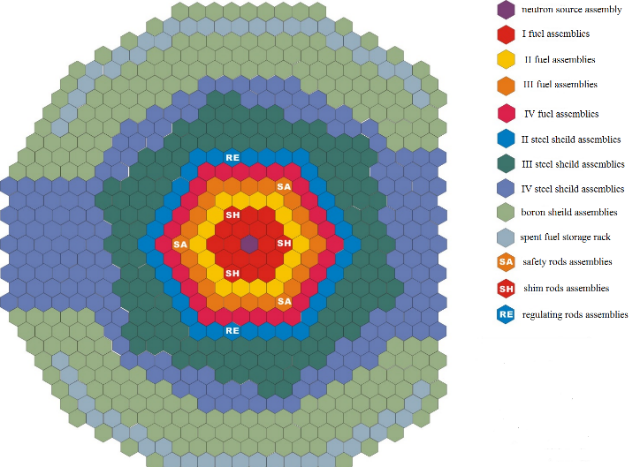 neutron source assembly
I fuel assemblies
II fuel assemblies
III fuel assemblies
IV fuel assemblies
II steel sheild assemblies
III steel sheild assemblies
IV steel sheild assemblies
boron sheild assemblies
spent fuel storage rack
SA safety rods assemblies
SH shim rods assemblies
RE regulating rods assemblies
RE
SA
SH
SA
SH
SH
SA
RE